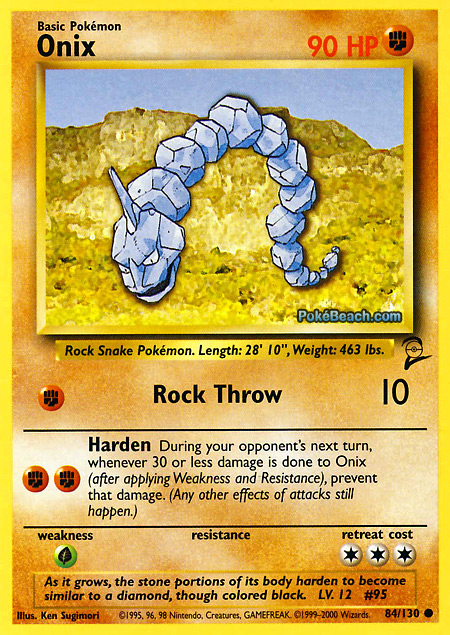 Basic Pokémon
Onix
90 HP
PokéBeach.com
Rock Snake Pokémon. Length: 28' 10", Weight: 463 lbs.
Rock Throw 10
Harden During your opponent's next turn,
whenever 30 or less damage is done to Onix
(after applying Weakness and Resistance), prevent
that damage. (Any other effects of attacks still
happen.)
weakness resistance retreat cost
As it grows, the stone portions of its body harden to become
similar to a diamond, though colored black. LV. 12 #95
Illus. Ken Sugimori ©1995, 96, 98 Nintendo, Creatures, GAMEFREAK. ©1999-2000 Wizards. 84/130